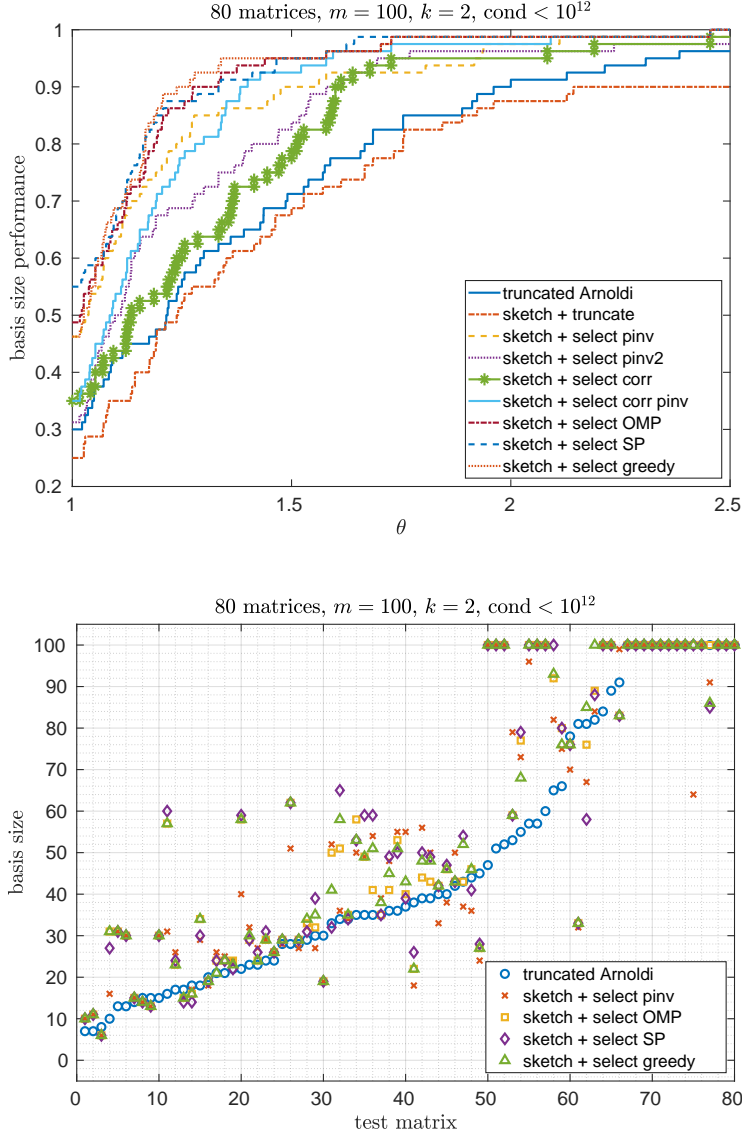 80 matrices, m = 100, k = 2, cond < 10^12
1
0.9
0.8
0.7
0.6
0.5
0.4
0.3
0.2
basis size performance
truncated Arnoldi
sketch + truncate
sketch + select pinv
sketch + select pinv2
sketch + select corr
sketch + select corr pinv
sketch + select OMP
sketch + select SP
sketch + select greedy
1 1.5 2 2.5
θ
80 matrices, m = 100, k = 2, cond < 10^12
100
90
80
70
60
50
40
30
20
10
0
basis size
truncated Arnoldi
sketch + select pinv
sketch + select OMP
sketch + select SP
sketch + select greedy
0 10 20 30 40 50 60 70 80
test matrix